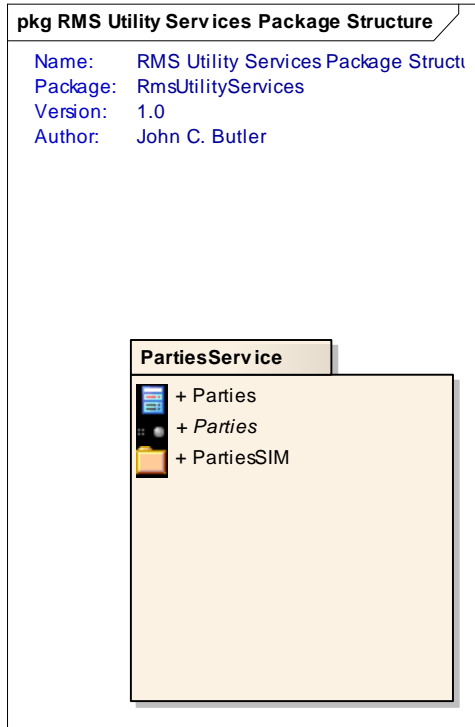 pkg RMS Utility Services Package Structure
Name: RMS Utility Services Package Structu
Package: RmsUtilityServices
Version: 1.0
Author: John C. Butler
PartiesService
+ Parties
+ Parties
+ PartiesSIM